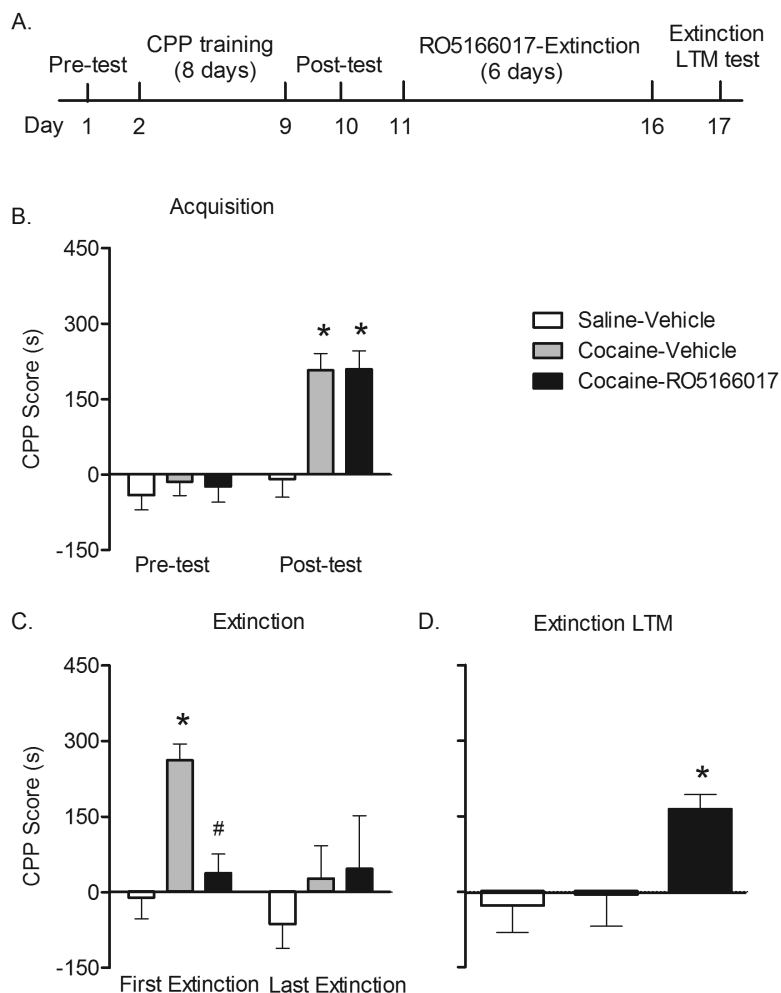 A.
Pre-test
CPP training
(8 days)
Post-test
RO5166017-Extinction
(6 days)
Extinction
LTM test
Day 1 2 9 10 11 16 17
B.
Acquisition
450
300
150
0
-150
CPP Score (s)
* *
Pre-test Post-test
Saline-Vehicle
Cocaine-Vehicle
Cocaine-RO5166017
C.
Extinction
450
300
150
0
-150
CPP Score (s)
*
#
First Extinction Last Extinction
D.
Extinction LTM
*